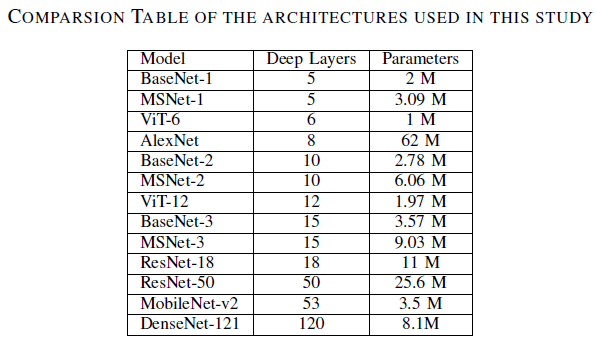 COMPARSION TABLE OF THE ARCHITECTURES USED IN THIS STUDY
Model Deep Layers Parameters
BaseNet-1 5 2 M
MSNet-1 5 3.09 M
ViT-6 6 1 M
AlexNet 8 62 M
BaseNet-2 10 2.78 M
MSNet-2 10 6.06 M
ViT-12 12 1.97 M
BaseNet-3 15 3.57 M
MSNet-3 15 9.03 M
ResNet-18 18 11 M
ResNet-50 50 25.6 M
MobileNet-v2 53 3.5 M
DenseNet-121 120 8.1M